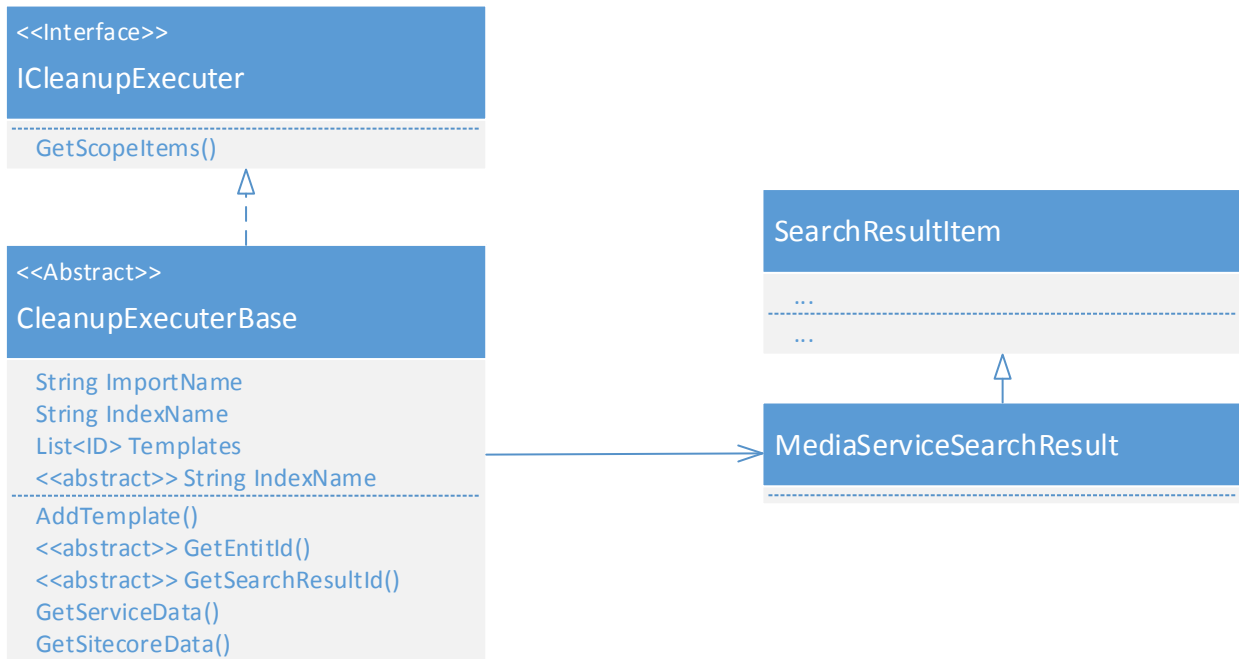 <<Interface>>
ICleanupExecuter
GetScopeItems()
<<Abstract>>
CleanupExecuterBase
String ImportName
String IndexName
List<ID> Templates
<<abstract>> String IndexName
AddTemplate()
<<abstract>> GetEntitId()
<<abstract>> GetSearchResultId()
GetServiceData()
GetSitecoreData()
SearchResultItem
...
...
MediaServiceSearchResult